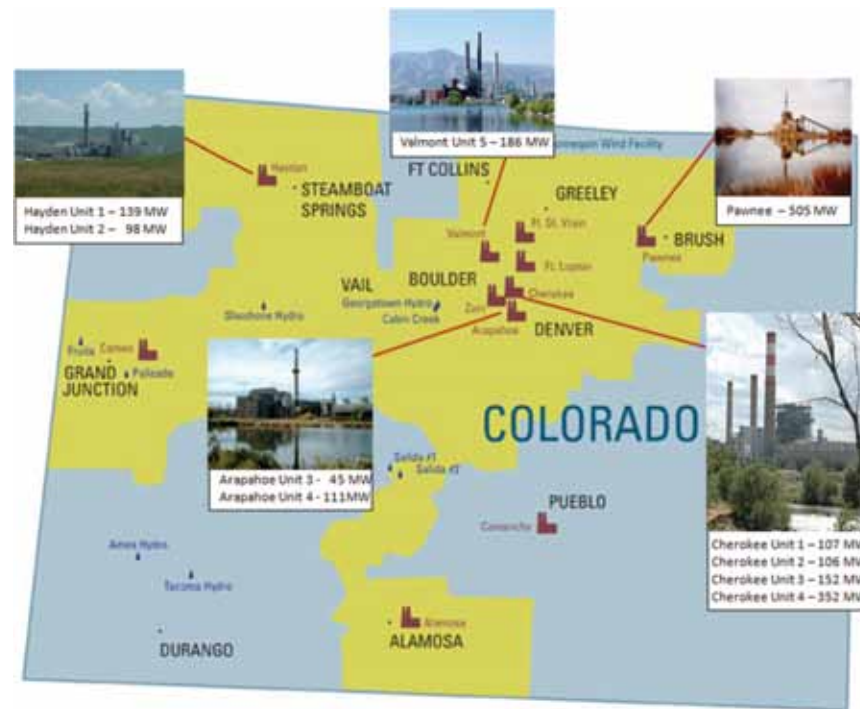 Hayden Unit 1 – 139 MW
Hayden Unit 2 – 98 MW
Valmont Unit 5 – 186 MW
Pawnee – 505 MW
Wind Facility
Hayden
STEAMBOAT
SPRINGS
FT COLLINS
GREELEY
Ft. St. Vrain
Valmont
BRUSH
Pawnee
Ft. Lupton
BOULDER
VAIL
Cherokee
Georgetown Hydro
Cabin Creek
Zuni
Arapahoe
DENVER
Shoshone Hydro
Fruita
Cameo
Palisade
GRAND
JUNCTION
Arapahoe Unit 3 - 45 MW
Arapahoe Unit 4 - 111MW
COLORADO
Salida #1
Salida #1
PUEBLO
Comanche
Cherokee Unit 1 – 107 MW
Cherokee Unit 2 – 106 MW
Cherokee Unit 3 – 152 MW
Cherokee Unit 4 – 352 MW
Ames Hydro
Tacoma Hydro
DURANGO
Alamosa
ALAMOSA